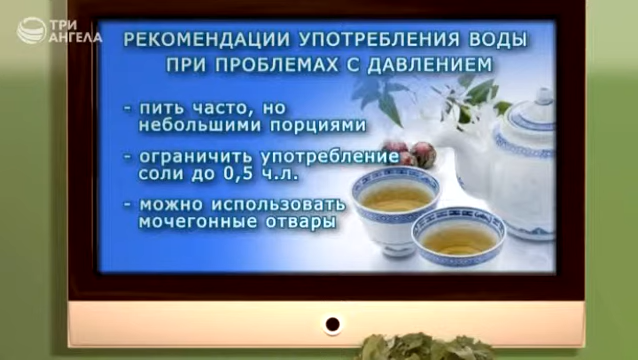 ТРИ
АНГЕЛА
РЕКОМЕНДАЦИИ УПОТРЕБЛЕНИЯ ВОДЫ
ПРИ ПРОБЛЕМАХ С ДАВЛЕНИЕМ
- пить часто, но
небольшими порциями
- ограничить употребление
соли до 0,5 ч.л.
- можно использовать
мочегонные отвары